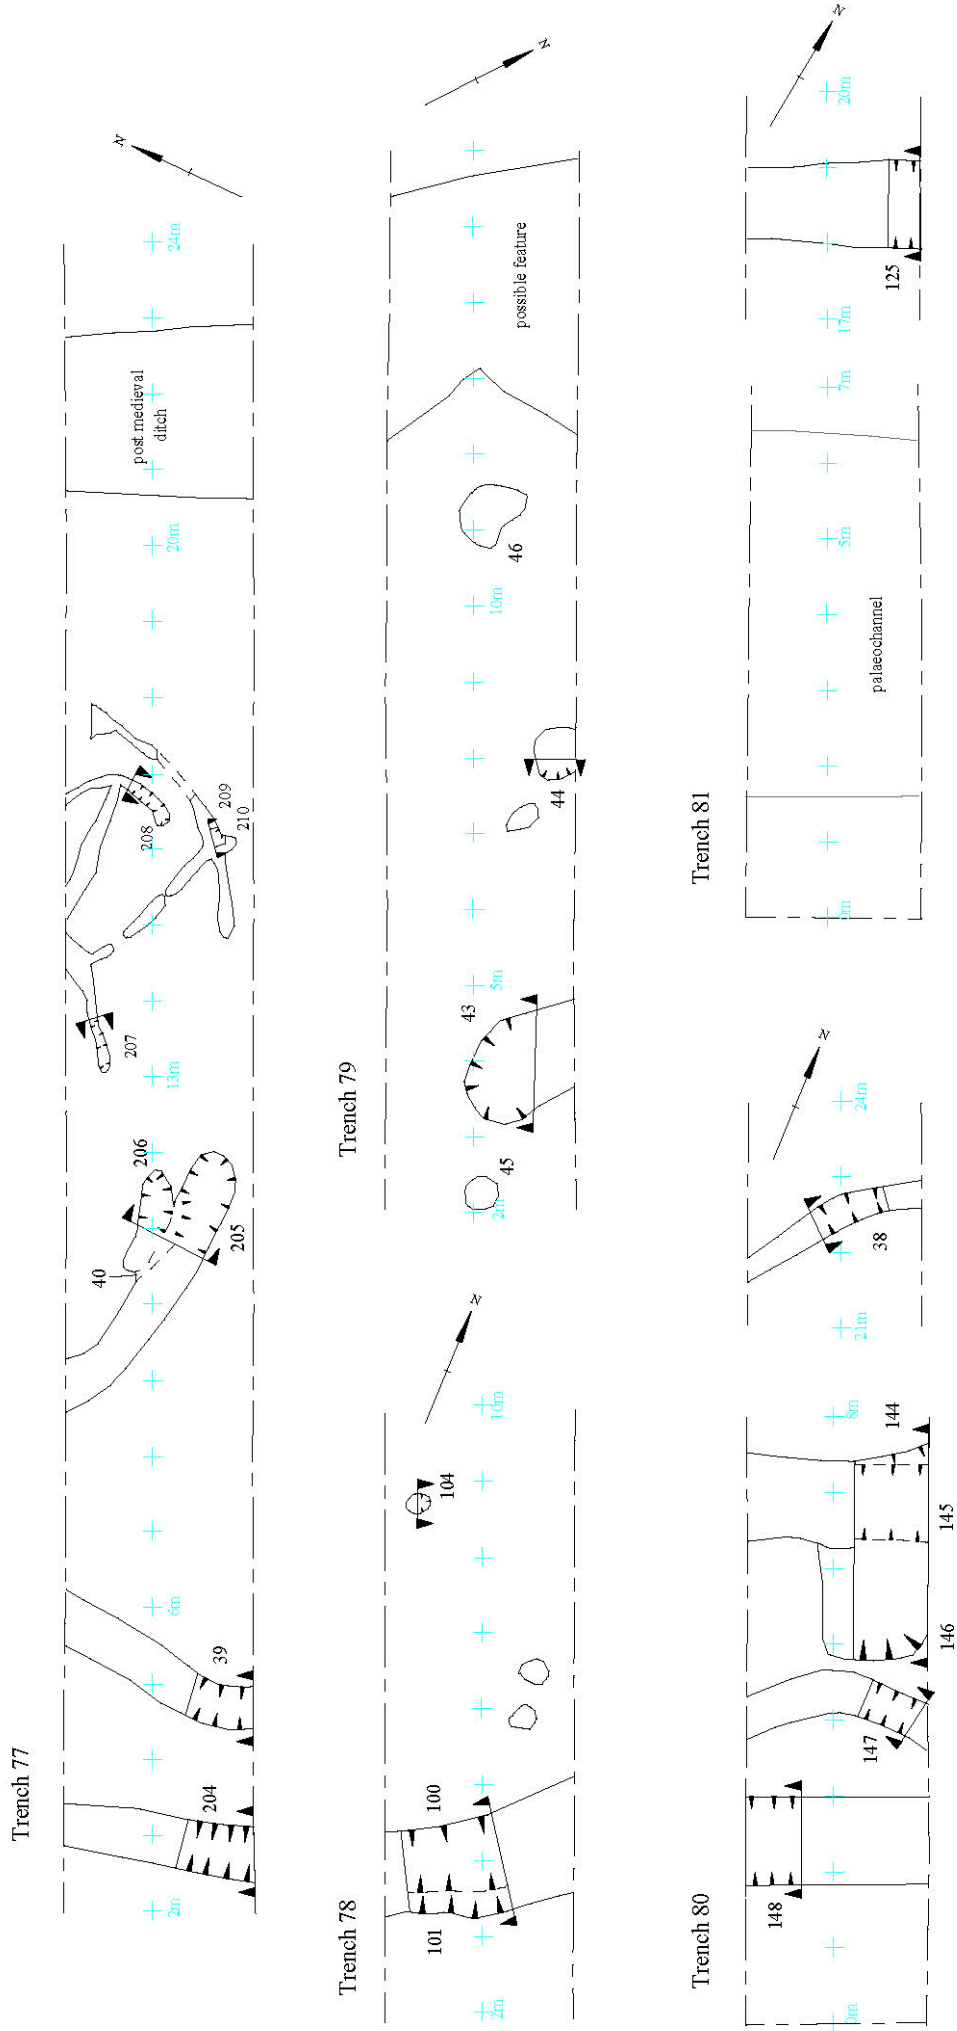 Trench 77
2m
204
39
6m
40
205
206
13m
207
208
209
210
20m
post medieval
ditch
24m
N
Trench 78
2m
101
100
104
10m
N
Trench 79
2m
45
43
5m
44
10m
46
possible feature
N
Trench 80
0m
148
147
146
145
144
8m
21m
38
24m
N
Trench 81
0m
palaeochannel
5m
7m
17m
125
20m
N